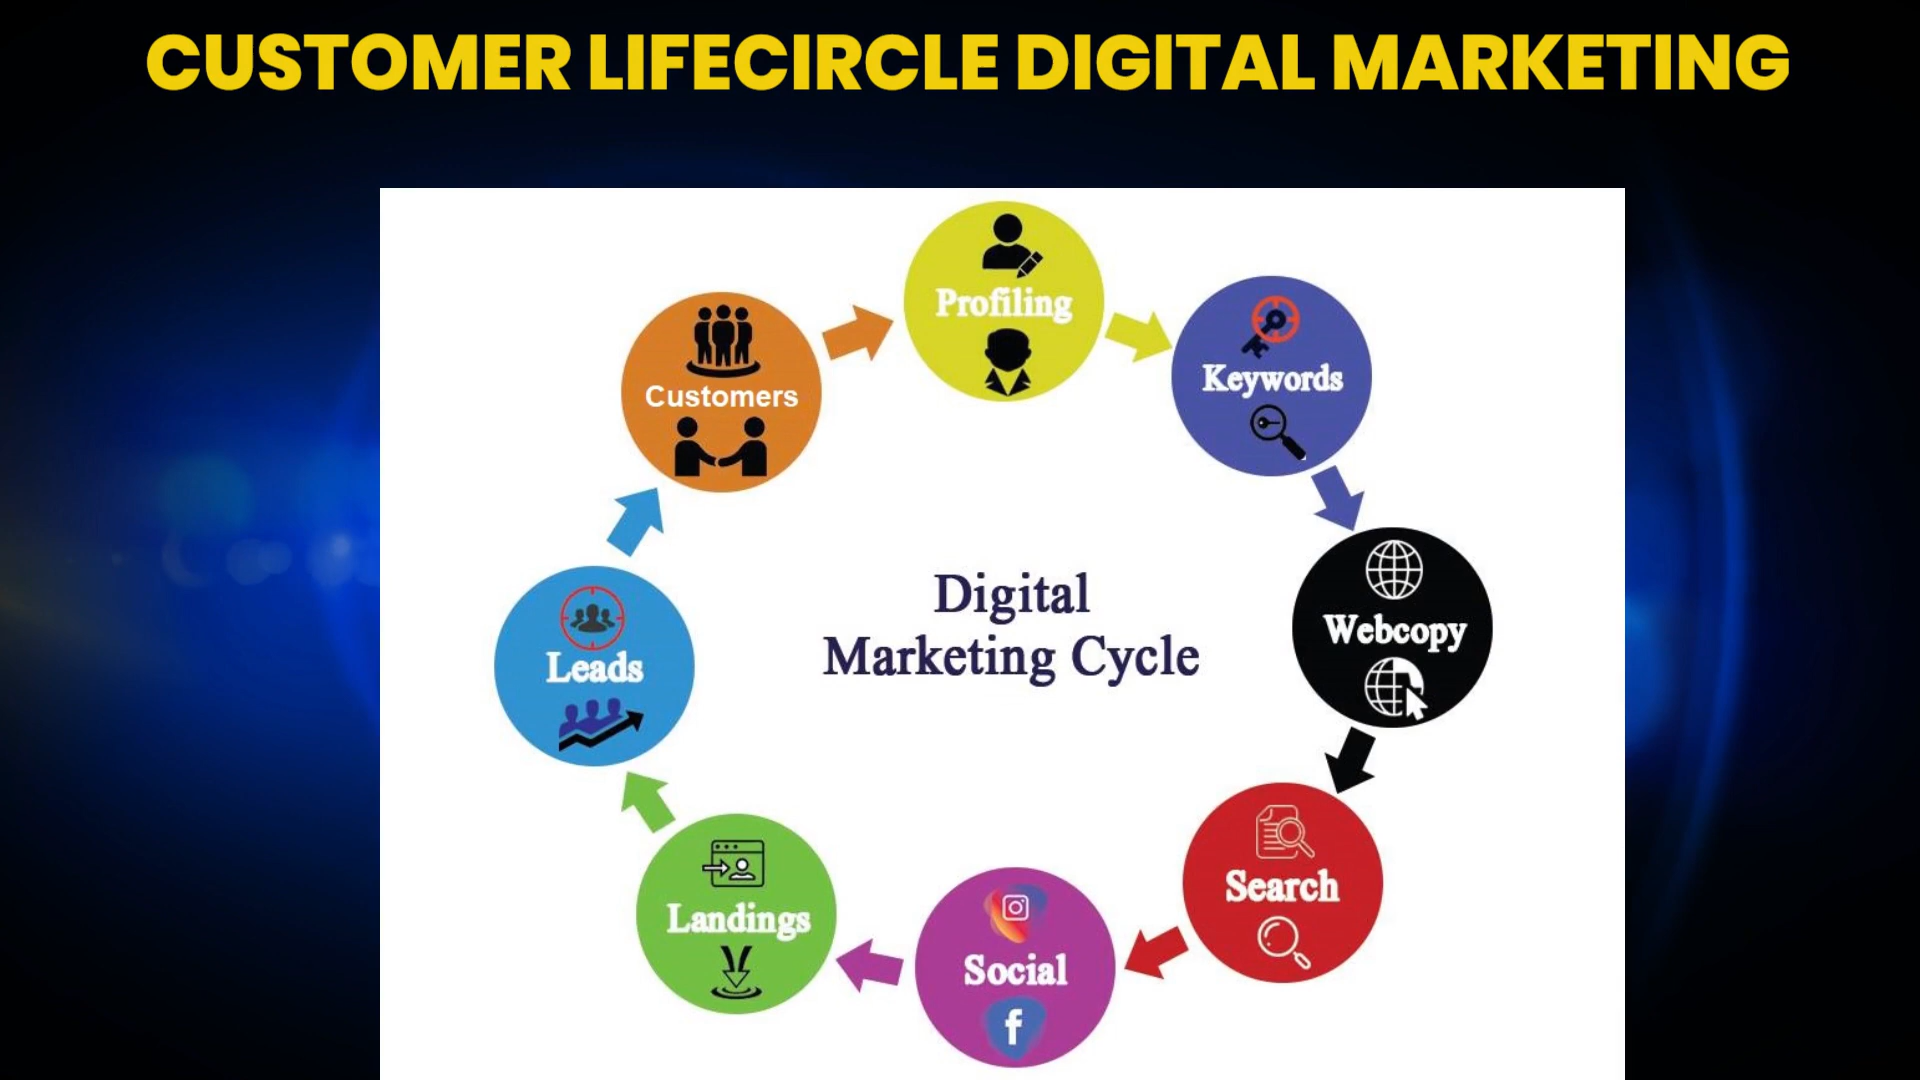 CUSTOMER LIFECIRCLE DIGITAL MARKETING
Profiling
Keywords
Webcopy
Search
Social
f
Landings
Leads
Customers
Digital
Marketing Cycle